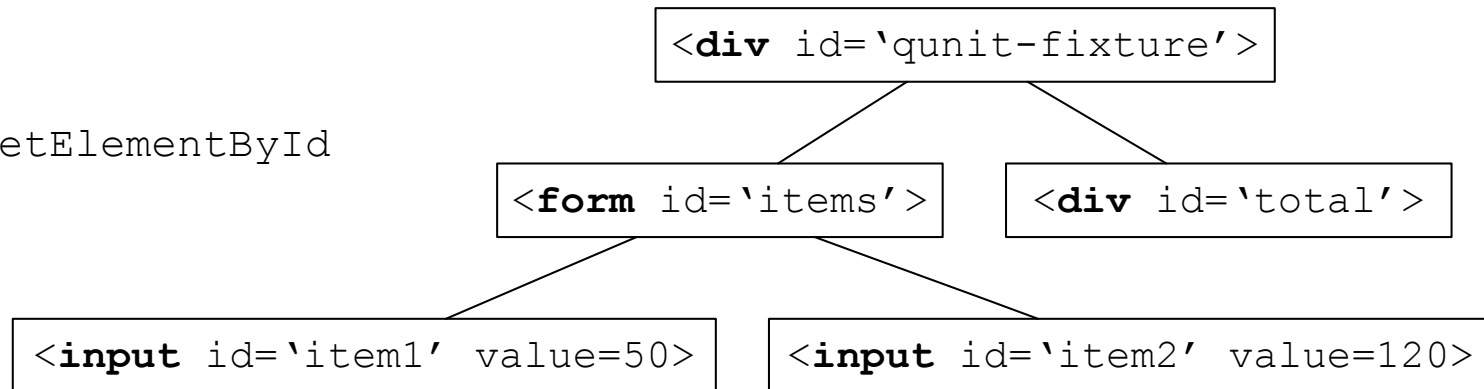 <div id=‘qunit-fixture’>
etElementById
<form id=‘items’>
<div id=‘total’>
<input id=‘item1’ value=50>
<input id=‘item2’ value=120>